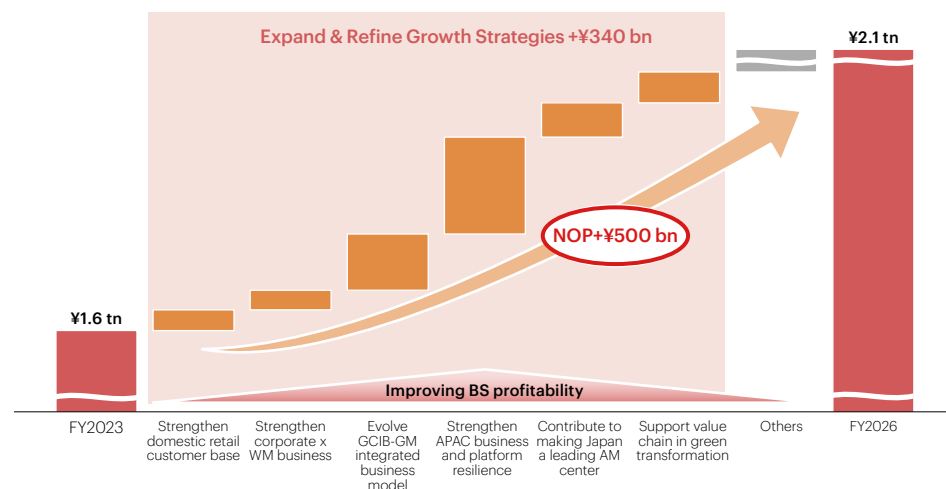 Expand & Refine Growth Strategies +¥340 bn
¥2.1 tn
NOP+¥500 bn
¥1.6 tn
Improving BS profitability
FY2023
Strengthen
domestic retail
customer base
Strengthen
corporate x
WM business
Evolve
GCIB-GM
integrated
business
model
Strengthen
APAC business
and platform
resilience
Contribute to
making Japan
a leading AM
center
Support value
chain in green
transformation
Others
FY2026